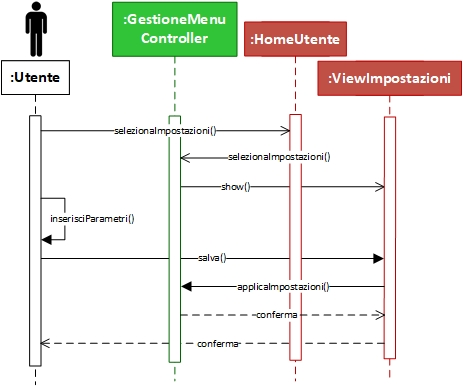 :Utente
:GestioneMenu
Controller
:HomeUtente
:ViewImpostazioni
selezionaImpostazioni()
selezionaImpostazioni()
show()
inserisciParametri()
salva()
applicaImpostazioni()
conferma
conferma